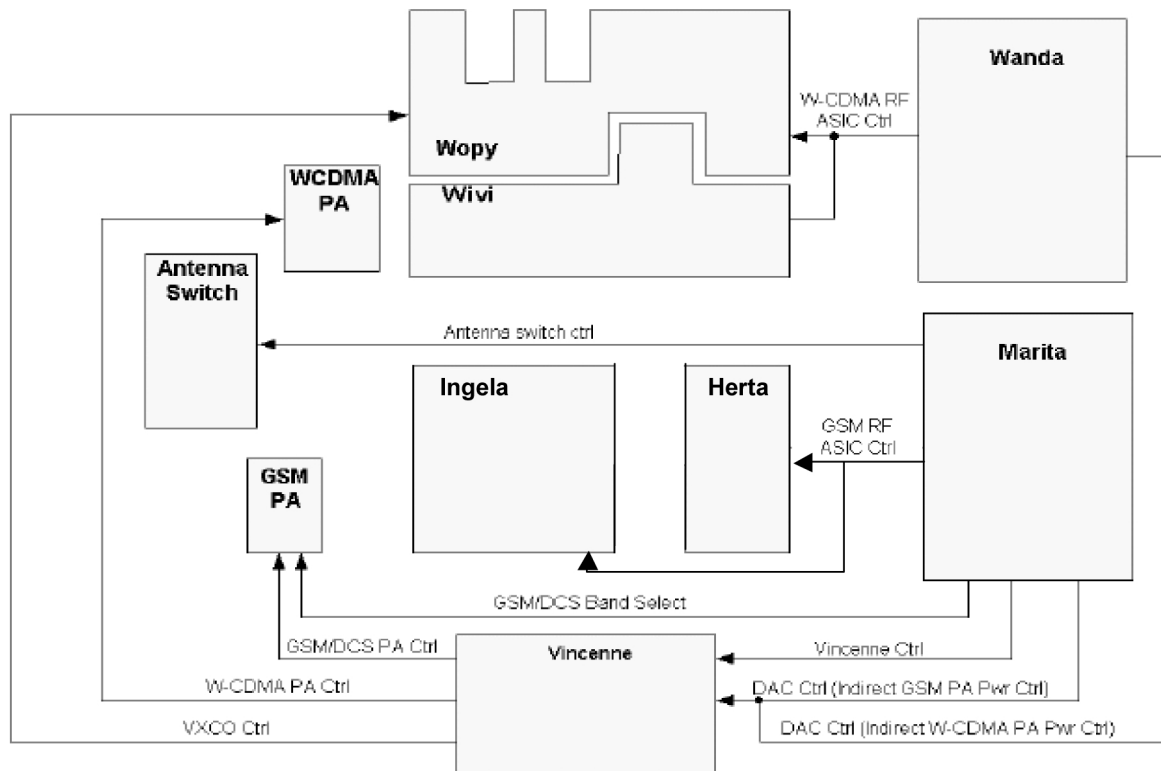 Wanda
W-CDMA RF
ASIC Ctrl
Wopy
WCDMA
PA
Wivi
Antenna
Switch
Antenna switch ctrl
Marita
Ingela
Herta
GSM RF
ASIC Ctrl
GSM
PA
GSM/DCS Band Select
GSM/DCS PA Ctrl
Vincenne
Vincenne Ctrl
W-CDMA PA Ctrl
DAC Ctrl (Indirect GSM PA Pwr Ctrl)
VXCO Ctrl
DAC Ctrl (Indirect W-CDMA PA Pwr Ctrl)